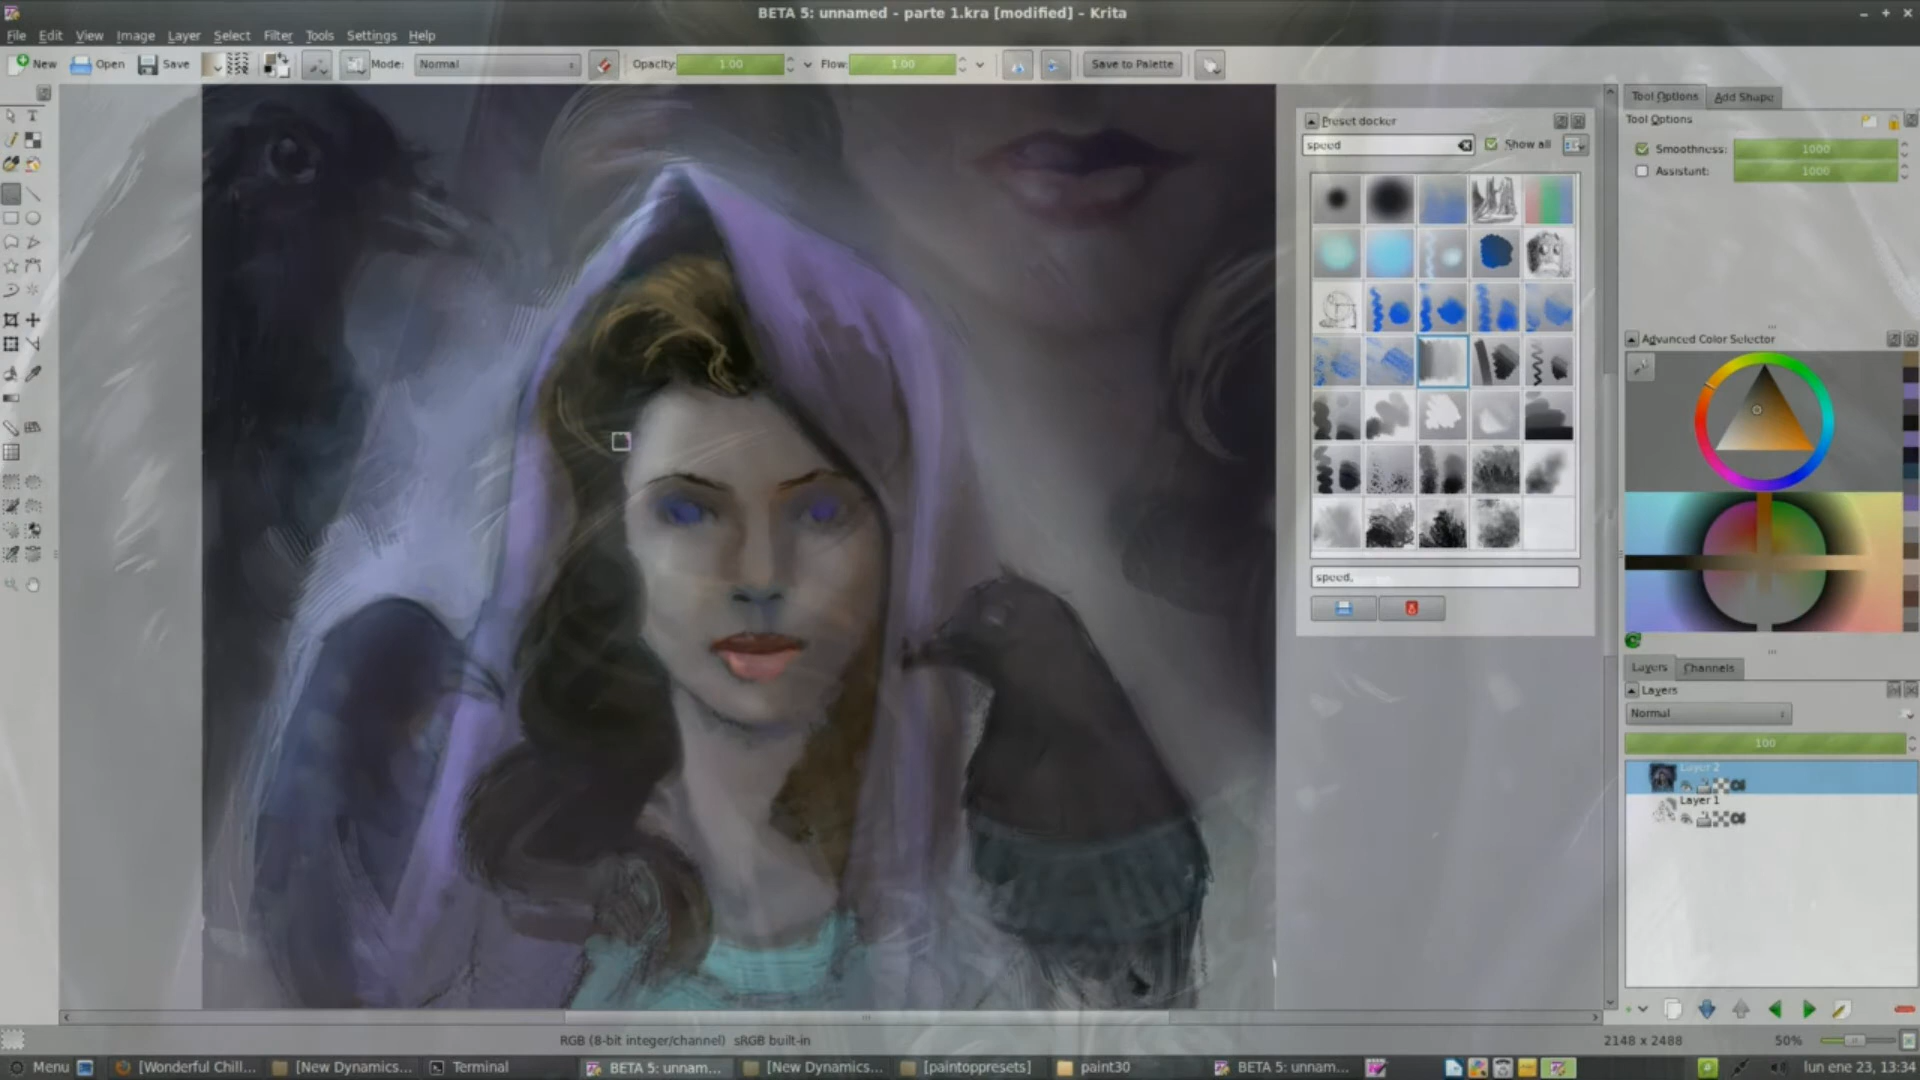 BETA 5: unnamed - parte 1.kra [modified] – Krita
File Edit View Image Layer Select Filter Tools Settings Help
New Open Save Mode: Normal Opacity: 1.00 Flow: 1.00 Save to Palette
Preset docker
speed Show all
speed,
Tool Options Add Shape
Tool Options
Smoothness: 1000
Assistant: 1000
Advanced Color Selector
Layers Channels
Layers
Normal
100
Layer 2
Layer 1
RGB (8-bit integer/channel) sRGB built-in 2148 x 2488 50%
Menu [Wonderful Chill... [New Dynamics... Terminal BETA 5: unnam... [New Dynamics... [paintoppresets] paint30 BETA 5: unnam... lun ene 23, 13:34